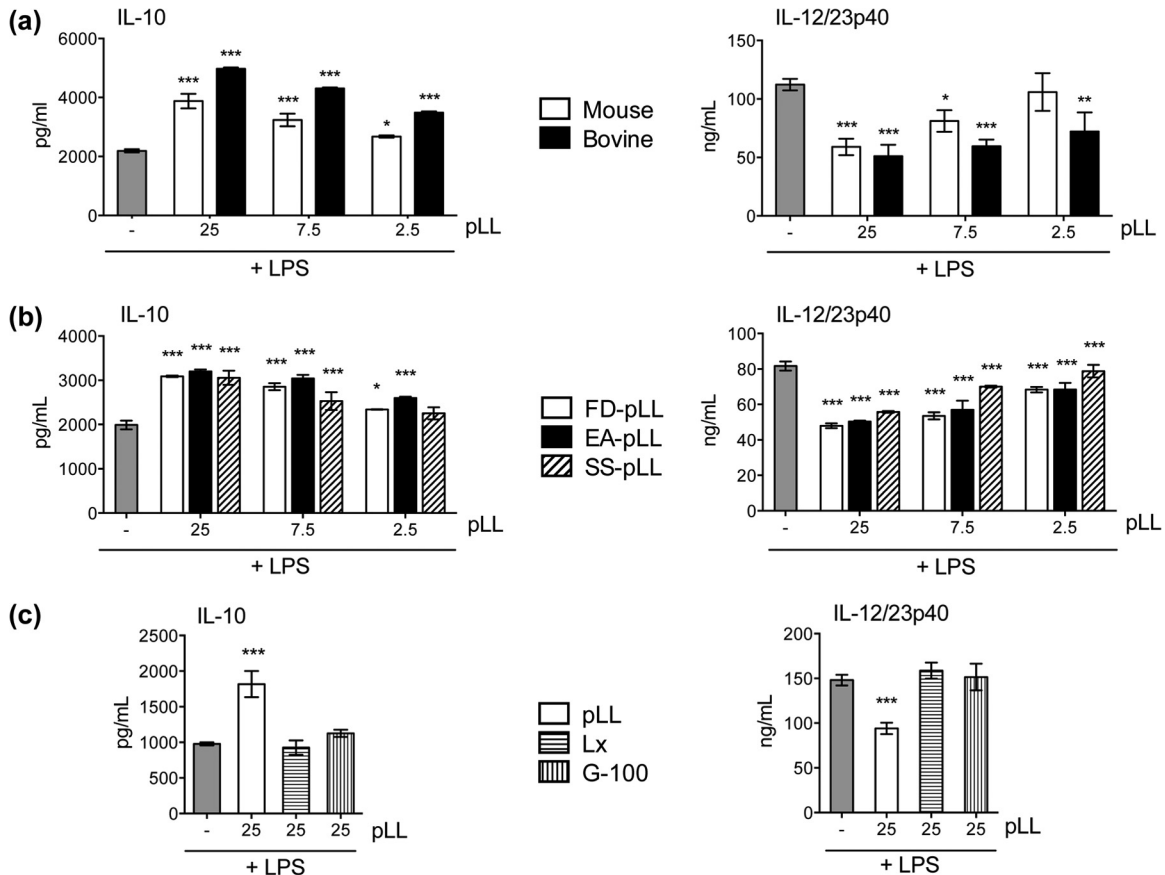 (a)
IL-10
6000
4000
2000
0
pg/ml
***
***
***
***
*
***
-
25
7.5
2.5
pLL
+ LPS
Mouse
Bovine
IL-12/23p40
150
100
50
0
ng/mL
***
***
*
***
**
-
25
7.5
2.5
pLL
+ LPS
(b)
IL-10
4000
3000
2000
1000
0
pg/mL
***
***
***
***
***
***
*
***
-
25
7.5
2.5
pLL
+ LPS
FD-pLL
EA-pLL
SS-pLL
IL-12/23p40
100
80
60
40
20
0
ng/mL
***
***
***
***
***
***
***
***
***
-
25
7.5
2.5
pLL
+ LPS
(c)
IL-10
2500
2000
1500
1000
500
0
pg/mL
***
-
25
25
25
pLL
+ LPS
pLL
Lx
G-100
IL-12/23p40
200
150
100
50
0
ng/mL
***
-
25
25
25
pLL
+ LPS